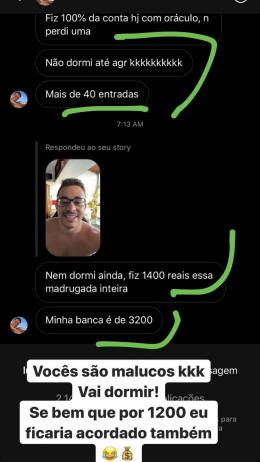 Fiz 100% da conta hj com oráculo, n
perdi uma
Não dormi até agr kkkkkkkkkk
Mais de 40 entradas
7:13 AM
Respondeu ao seu story
Nem dormi ainda, fiz 1400 reais essa
madrugada inteira
Minha banca é de 3200
Vocês são malucos kkk
Vai dormir!
Se bem que por 1200 eu
ficaria acordado também
😂💰